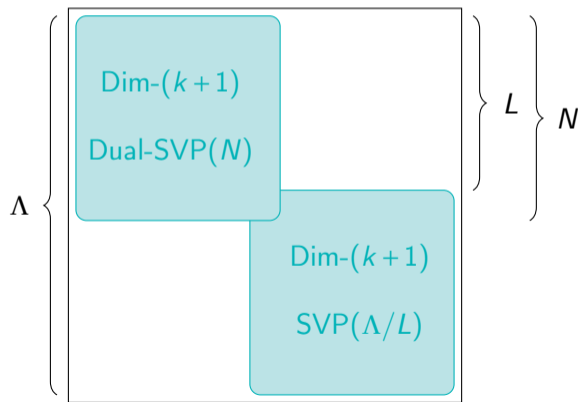 Dim-(k + 1)
Dual-SVP(N)
L
N
Λ
Dim-(k + 1)
SVP(Λ/L)